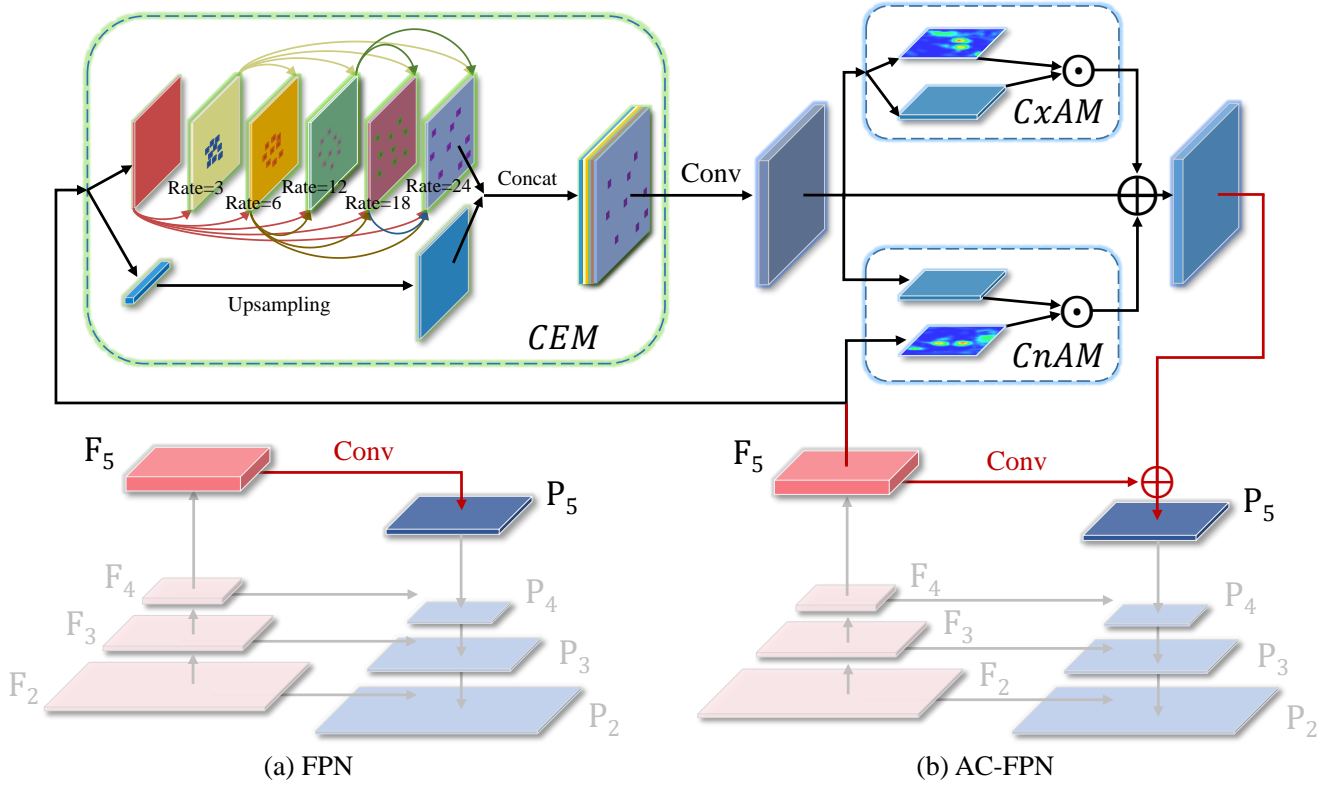 Rate=3
Rate=6
Rate=12
Rate=18
Rate=24
Concat
Upsampling
CEM
Conv
CxAM
CnAM
F5
Conv
P5
F4
P4
F3
P3
F2
P2
(a) FPN
F5
Conv
P5
F4
P4
F3
P3
F2
P2
(b) AC-FPN